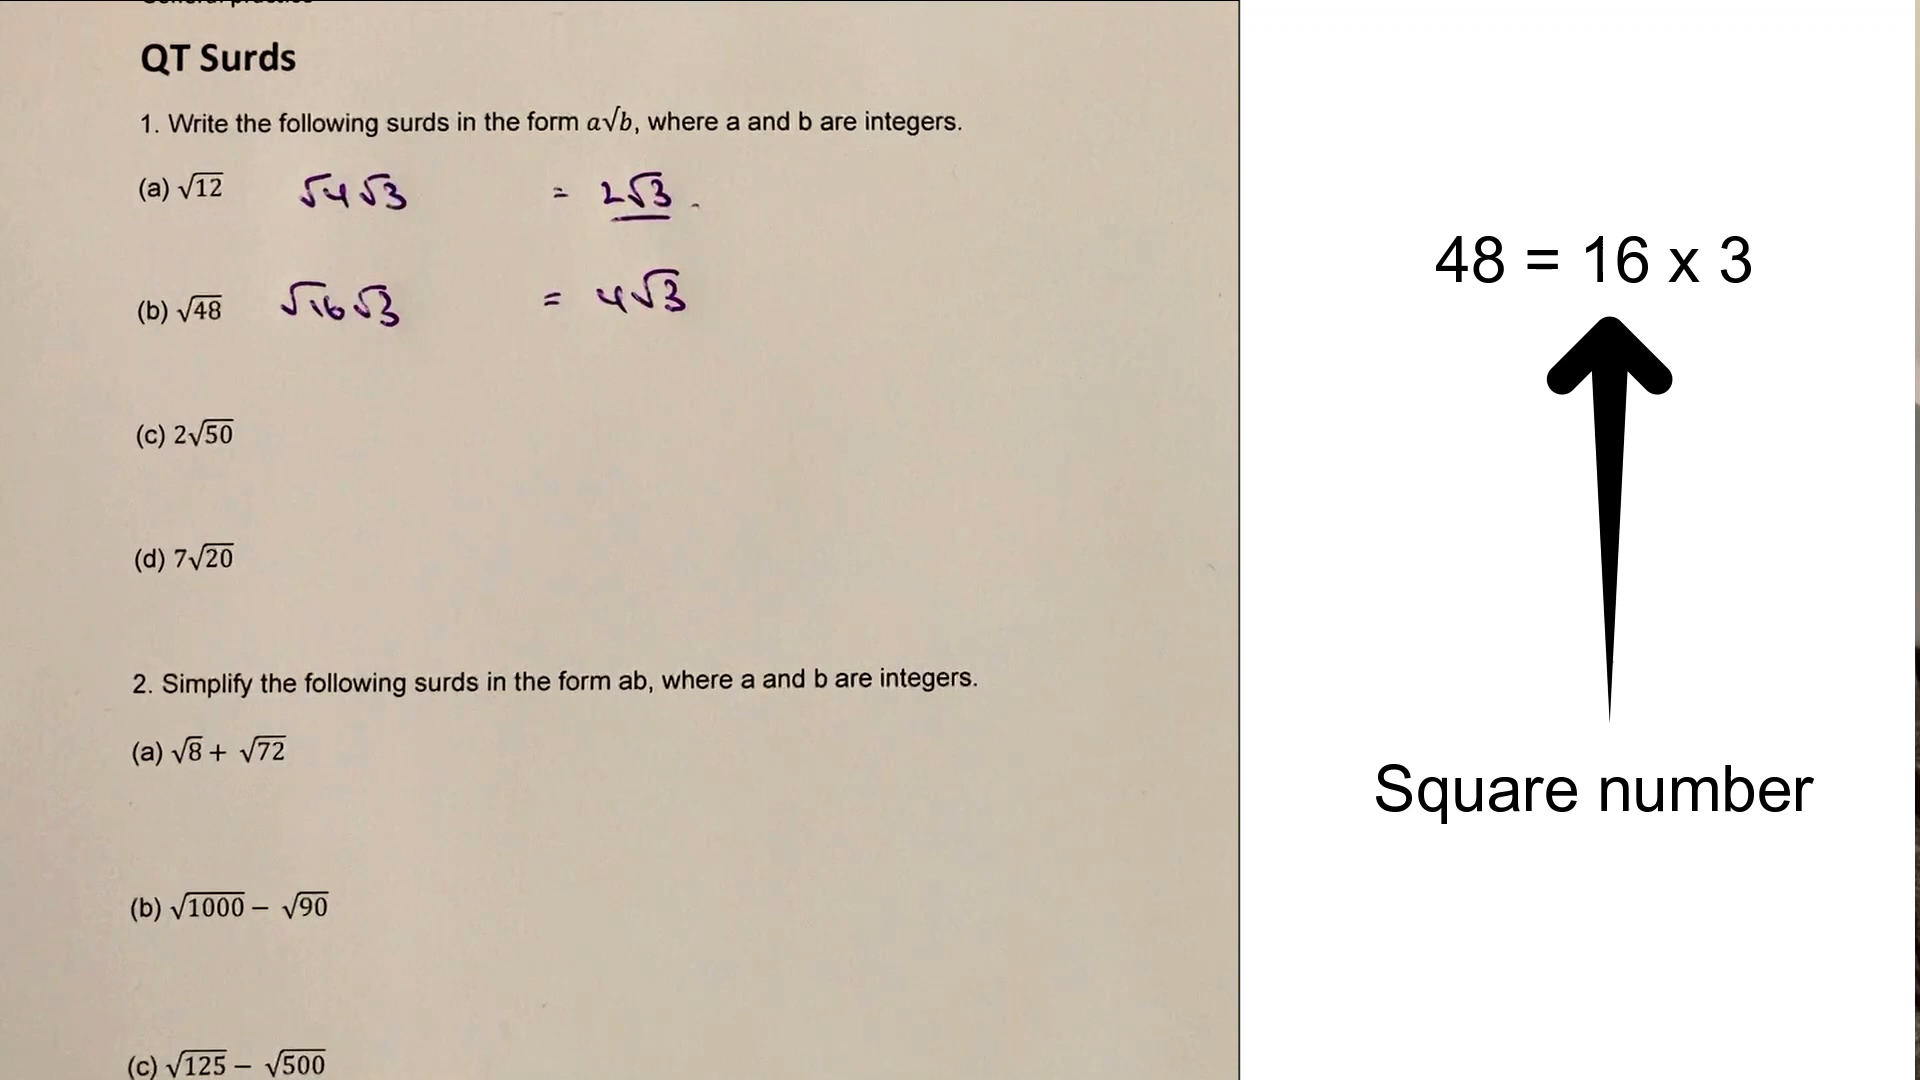 QT Surds
1. Write the following surds in the form a√b, where a and b are integers.
(a) √12 √4 √3 = 2√3.
(b) √48 √16 √3 = 4√3
(c) 2√50
(d) 7√20
2. Simplify the following surds in the form ab, where a and b are integers.
(a) √8 + √72
(b) √1000 − √90
(c) √125 − √500
48 = 16 x 3
Square number